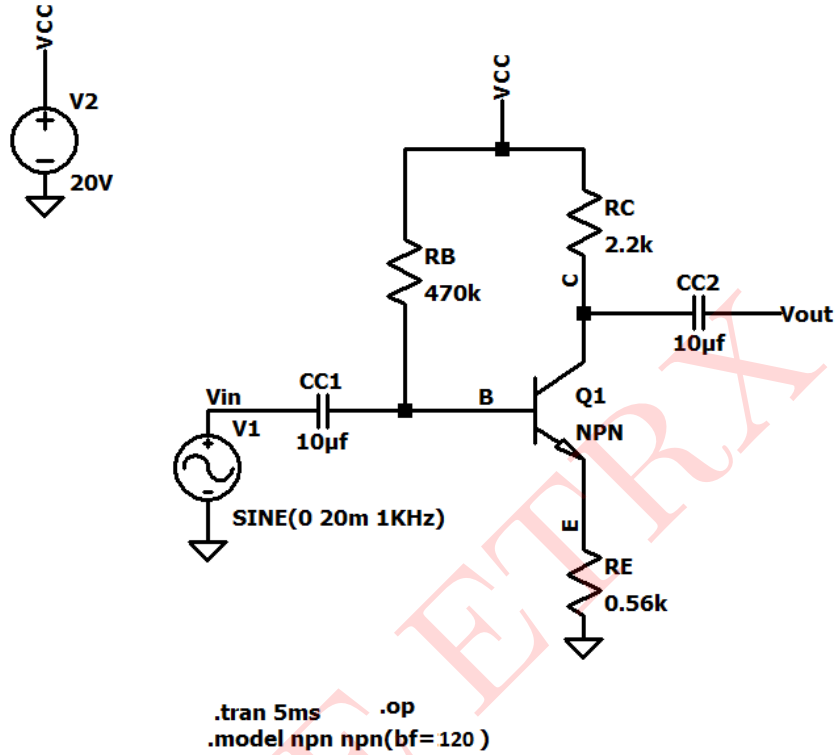 VCC
V2
20V
VCC
RC
2.2k
RB
470k
C
CC2
Vout
10µf
CC1
Vin
V1
10µf
B
Q1
NPN
SINE(0 20m 1KHz)
E
RE
0.56k
.tran 5ms .op
.model npn npn(bf=120 )
ETRX